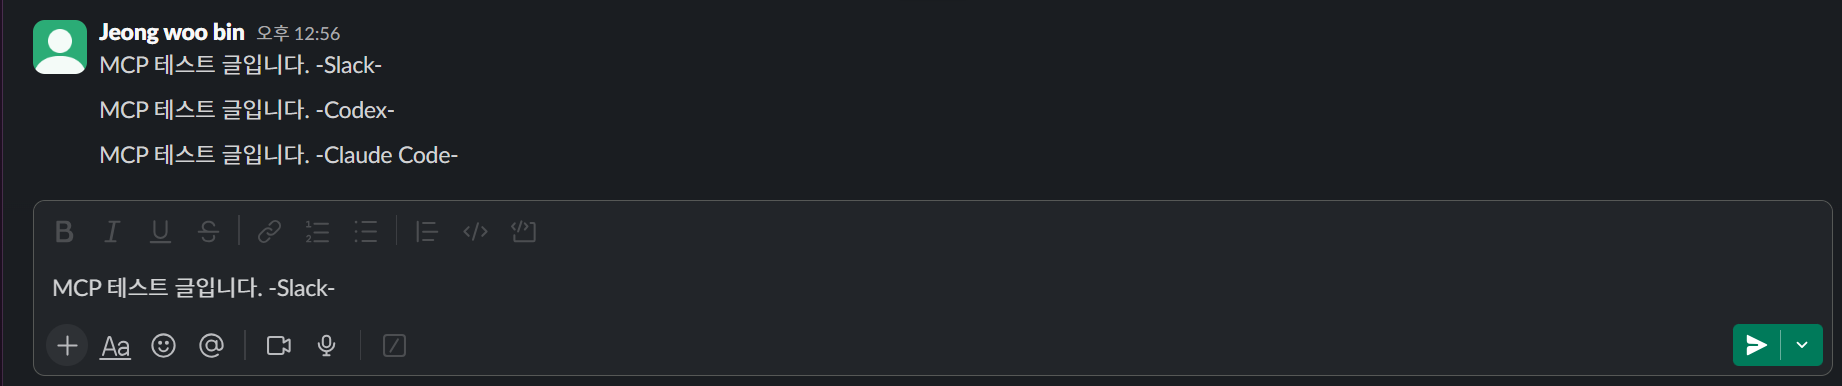 Jeong woo bin 오후 12:56
MCP 테스트 글입니다. -Slack-
MCP 테스트 글입니다. -Codex-
MCP 테스트 글입니다. -Claude Code-
B I U S
MCP 테스트 글입니다. -Slack-
Aa